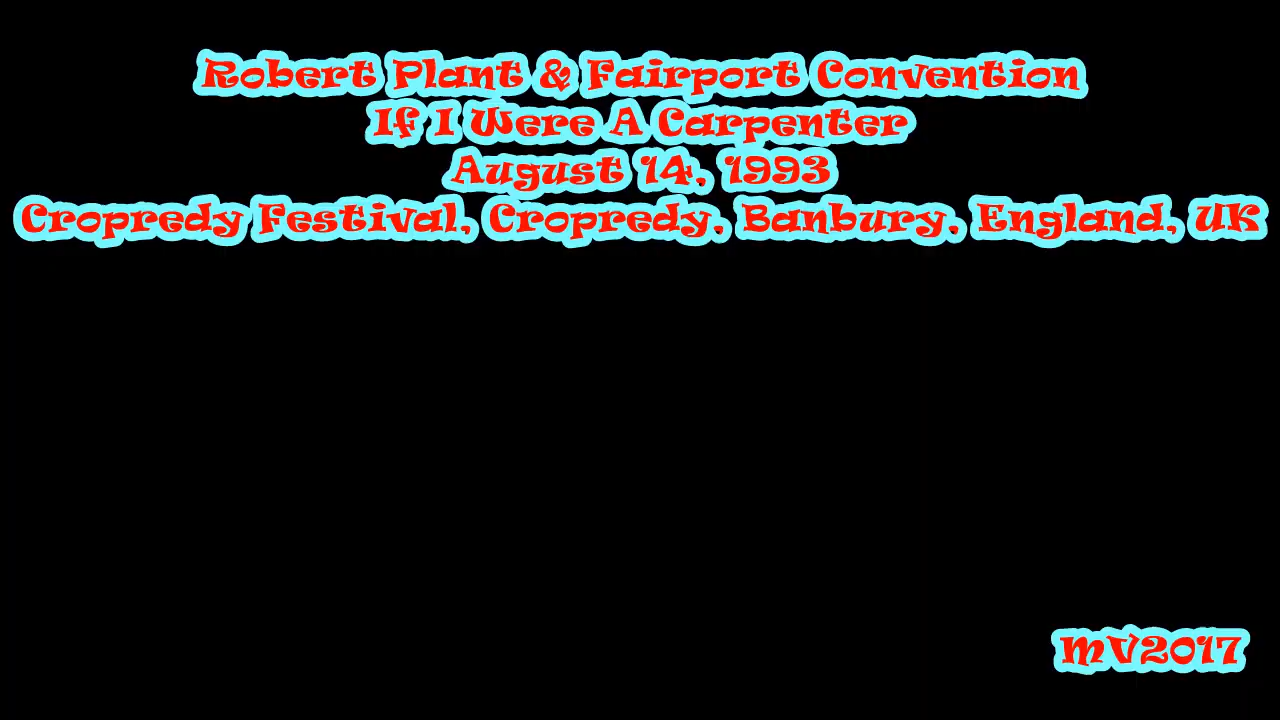 Robert Plant & Fairport Convention
If I Were A Carpenter
August 14, 1993
Cropredy Festival, Cropredy, Banbury, England, UK
MV2017